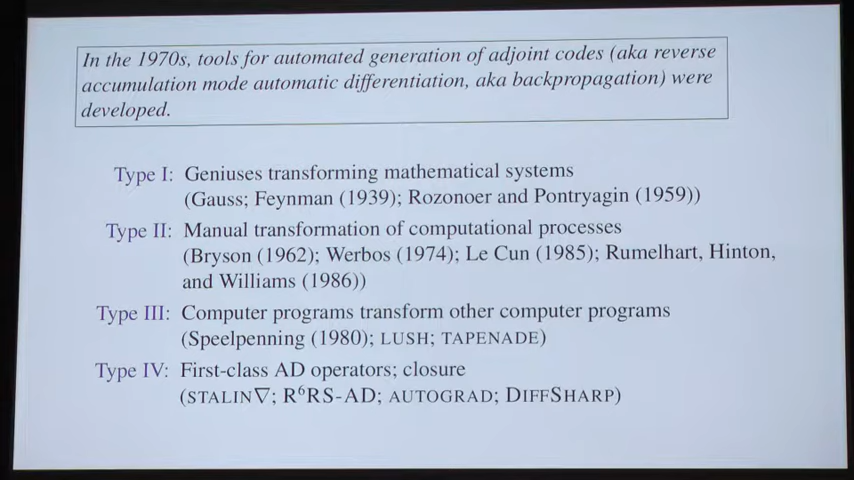 In the 1970s, tools for automated generation of adjoint codes (aka reverse
accumulation mode automatic differentiation, aka backpropagation) were
developed.
Type I: Geniuses transforming mathematical systems
(Gauss; Feynman (1939); Rozonoer and Pontryagin (1959))
Type II: Manual transformation of computational processes
(Bryson (1962); Werbos (1974); Le Cun (1985); Rumelhart, Hinton,
and Williams (1986))
Type III: Computer programs transform other computer programs
(Speelpenning (1980); LUSH; TAPENADE)
Type IV: First-class AD operators; closure
(STALIN∇; R⁶RS-AD; AUTOGRAD; DIFFSHARP)